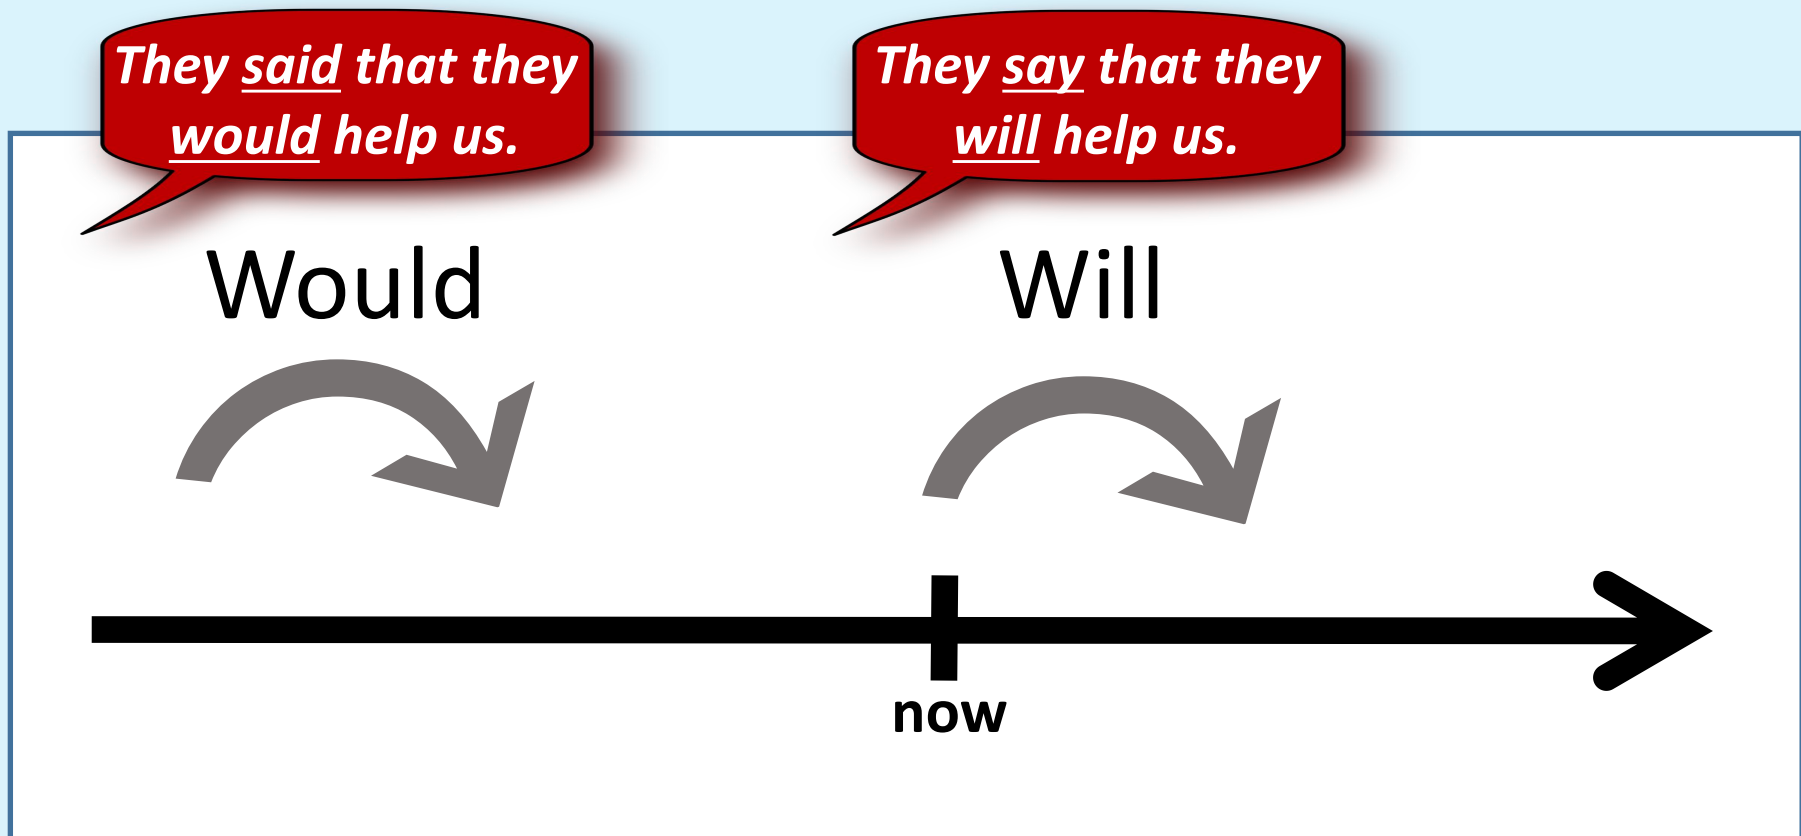 They said that they
would help us.
They say that they
will help us.
Would
Will
now